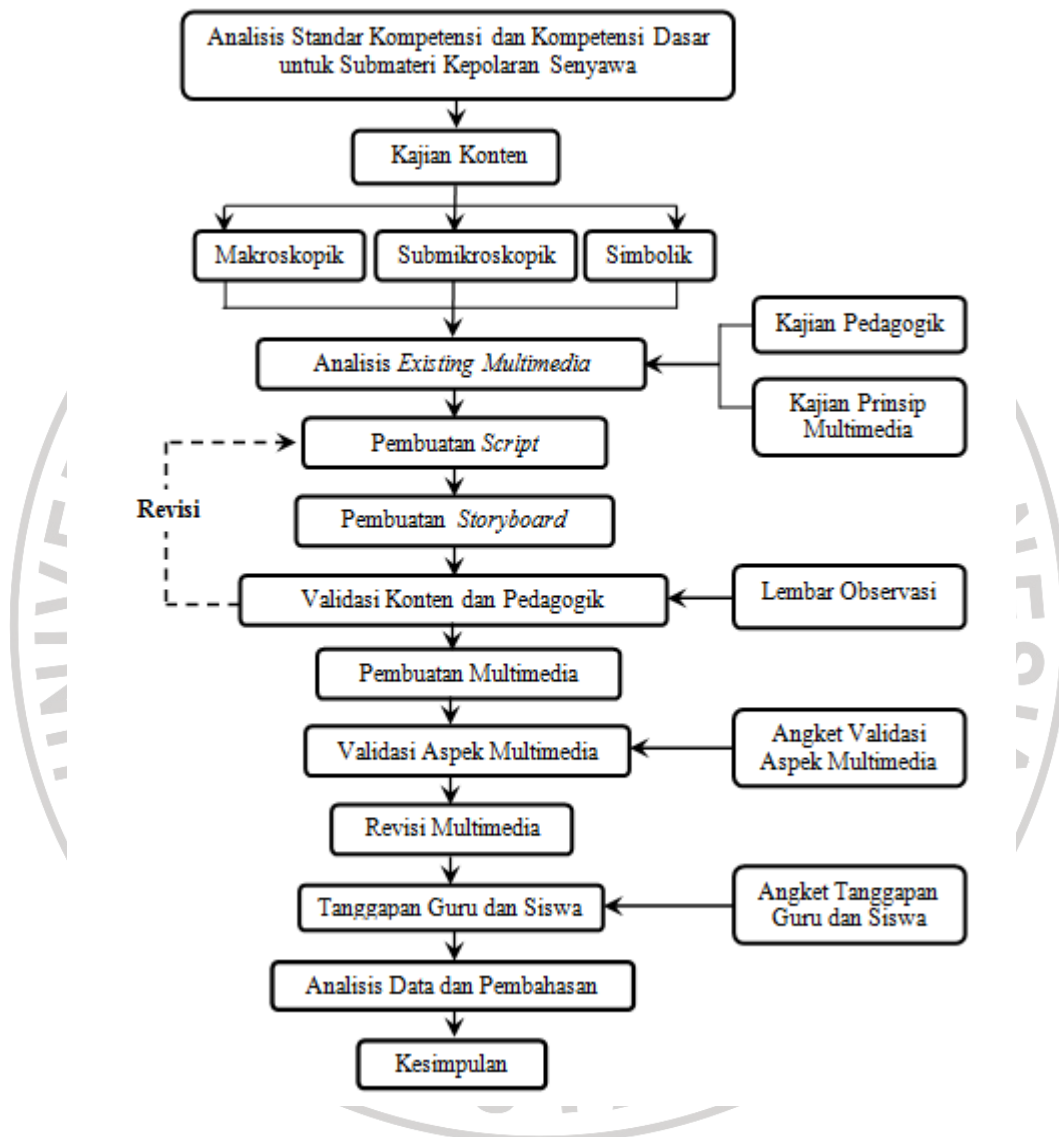 Analisis Standar Kompetensi dan Kompetensi Dasar
untuk Submateri Kepolaran Senyawa
Kajian Konten
Makroskopik
Submikroskopik
Simbolik
Kajian Pedagogik
Analisis Existing Multimedia
Kajian Prinsip
Multimedia
Pembuatan Script
Revisi
Pembuatan Storyboard
Validasi Konten dan Pedagogik
Lembar Observasi
Pembuatan Multimedia
Validasi Aspek Multimedia
Angket Validasi
Aspek Multimedia
Revisi Multimedia
Tanggapan Guru dan Siswa
Angket Tanggapan
Guru dan Siswa
Analisis Data dan Pembahasan
Kesimpulan